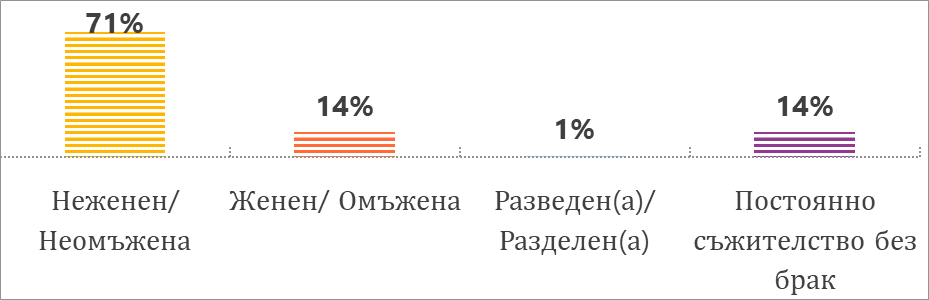 71%
14%
1%
14%
Неженен/
Неомъжена
Женен/ Омъжена
Разведен(а)/
Разделен(а)
Постоянно
съжителство без
брак